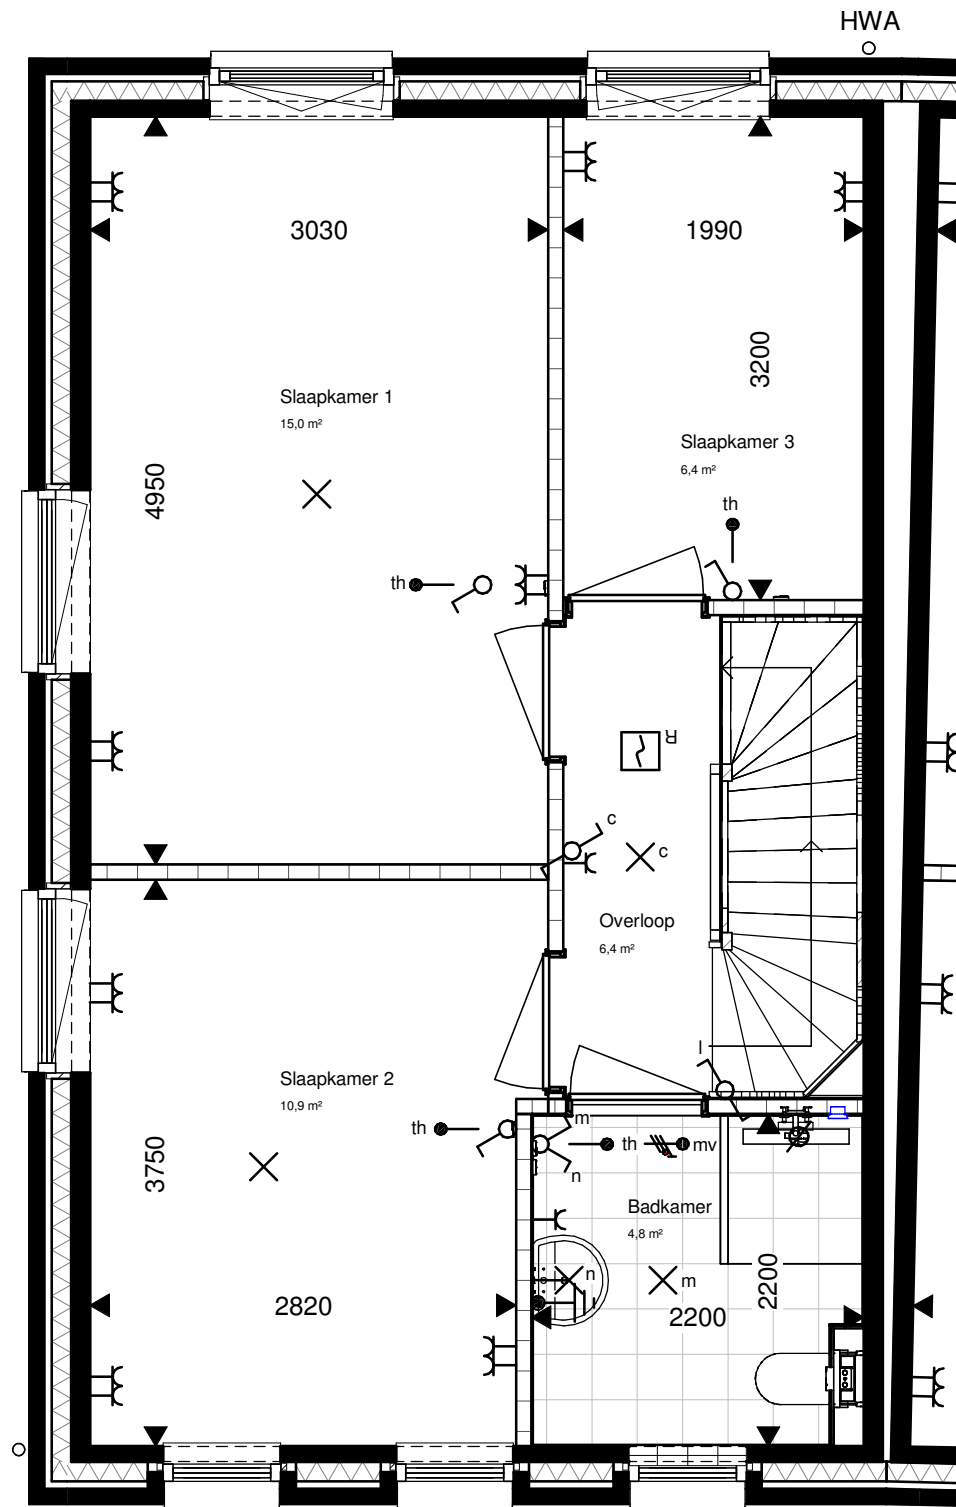 HWA
3030
1990
3200
Slaapkamer 1
15,0 m²
Slaapkamer 3
6,4 m²
4950
th
th
R
c
c
Overloop
6,4 m²
l
Slaapkamer 2
10,9 m²
m
th
th
mv
n
3750
Badkamer
4,8 m²
2200
n
m
2820
2200